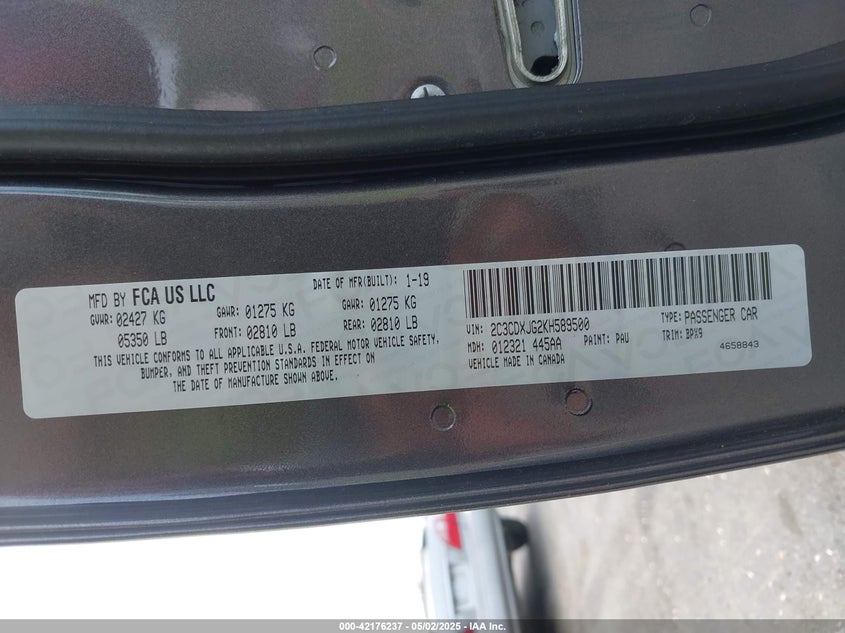 MFD BY FCA US LLC DATE OF MFR(BUILT): 1-19
GVWR: 02427 KG GAWR: 01275 KG GAWR: 01275 KG
05350 LB FRONT: 02810 LB REAR: 02810 LB
THIS VEHICLE CONFORMS TO ALL APPLICABLE U.S.A. FEDERAL MOTOR VEHICLE SAFETY,
BUMPER, AND THEFT PREVENTION STANDARDS IN EFFECT ON
THE DATE OF MANUFACTURE SHOWN ABOVE.
VIN: 2C3CDXJG2KH589500 TYPE: PASSENGER CAR
MDH: 012321 445AA PAINT: PAU TRIM: BPX9
VEHICLE MADE IN CANADA 4658843
000-42176237 - 05/02/2025 - IAA Inc.